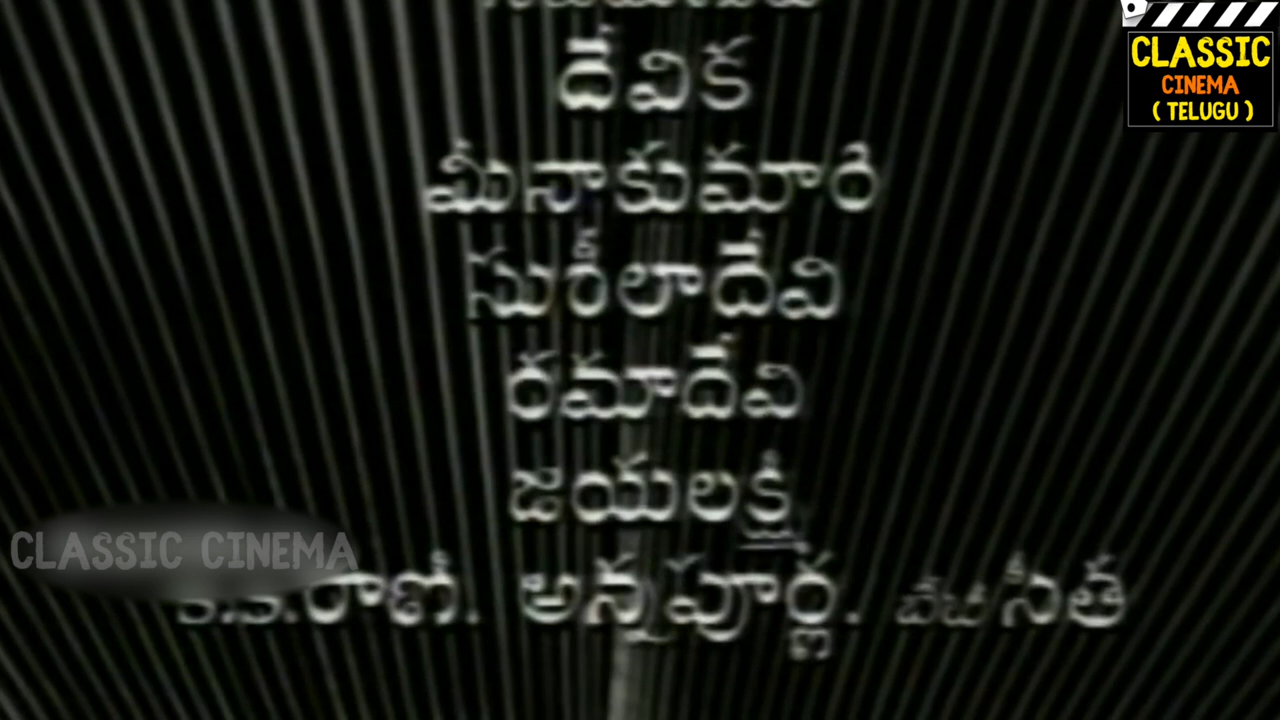 CLASSIC
CINEMA
( TELUGU )
దేవిక
మీనాకుమారి
సుశీలాదేవి
రమాదేవి
జయలక్ష్మి
CLASSIC CINEMA
రాణి. అన్నపూర్ణ. బేబి సీత